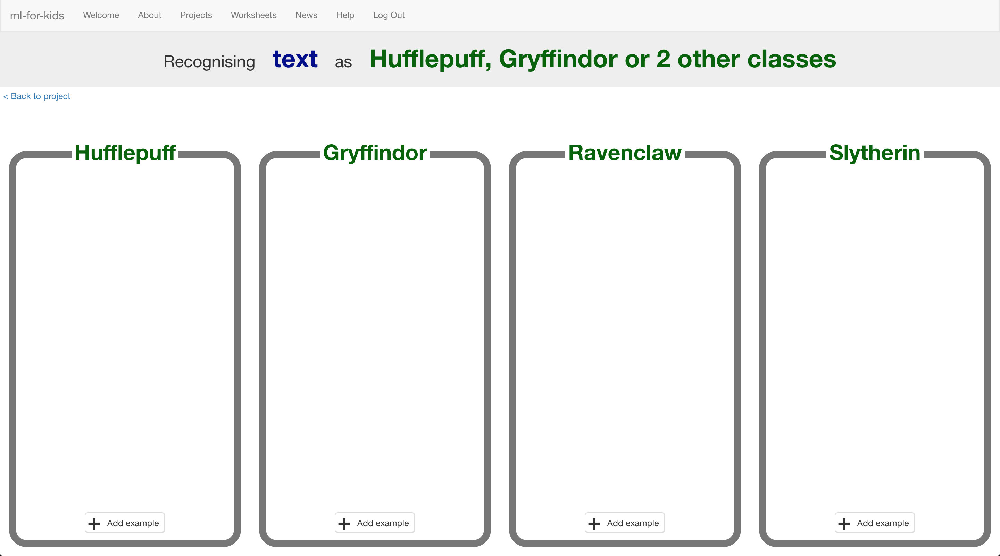 ml-for-kids Welcome About Projects Worksheets News Help Log Out
Recognising text as Hufflepuff, Gryffindor or 2 other classes
< Back to project
Hufflepuff Gryffindor Ravenclaw Slytherin
+ Add example + Add example + Add example + Add example